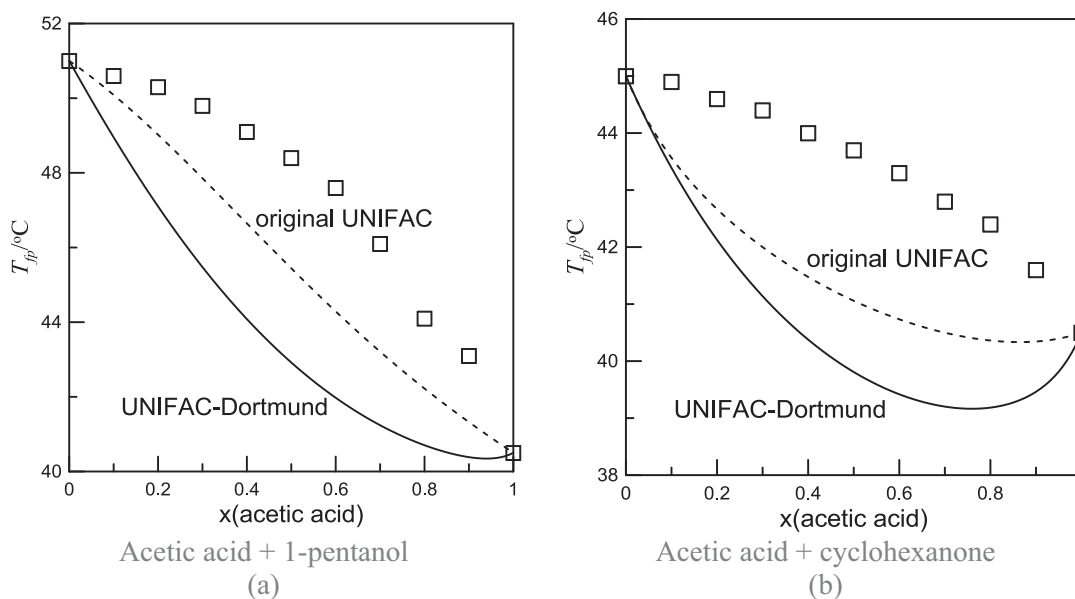 52
48
44
40
T_fp/°C
original UNIFAC
UNIFAC-Dortmund
0 0.2 0.4 0.6 0.8 1
x(acetic acid)
Acetic acid + 1-pentanol
(a)
46
44
42
40
38
T_fp/°C
original UNIFAC
UNIFAC-Dortmund
0 0.2 0.4 0.6 0.8
x(acetic acid)
Acetic acid + cyclohexanone
(b)